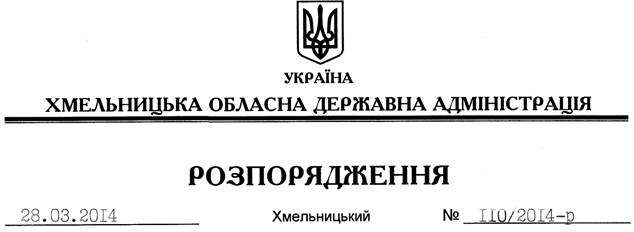 УКРАЇНА
ХМЕЛЬНИЦЬКА ОБЛАСНА ДЕРЖАВНА АДМІНІСТРАЦІЯ
РОЗПОРЯДЖЕННЯ
28.03.2014 Хмельницький № 110/2014-р